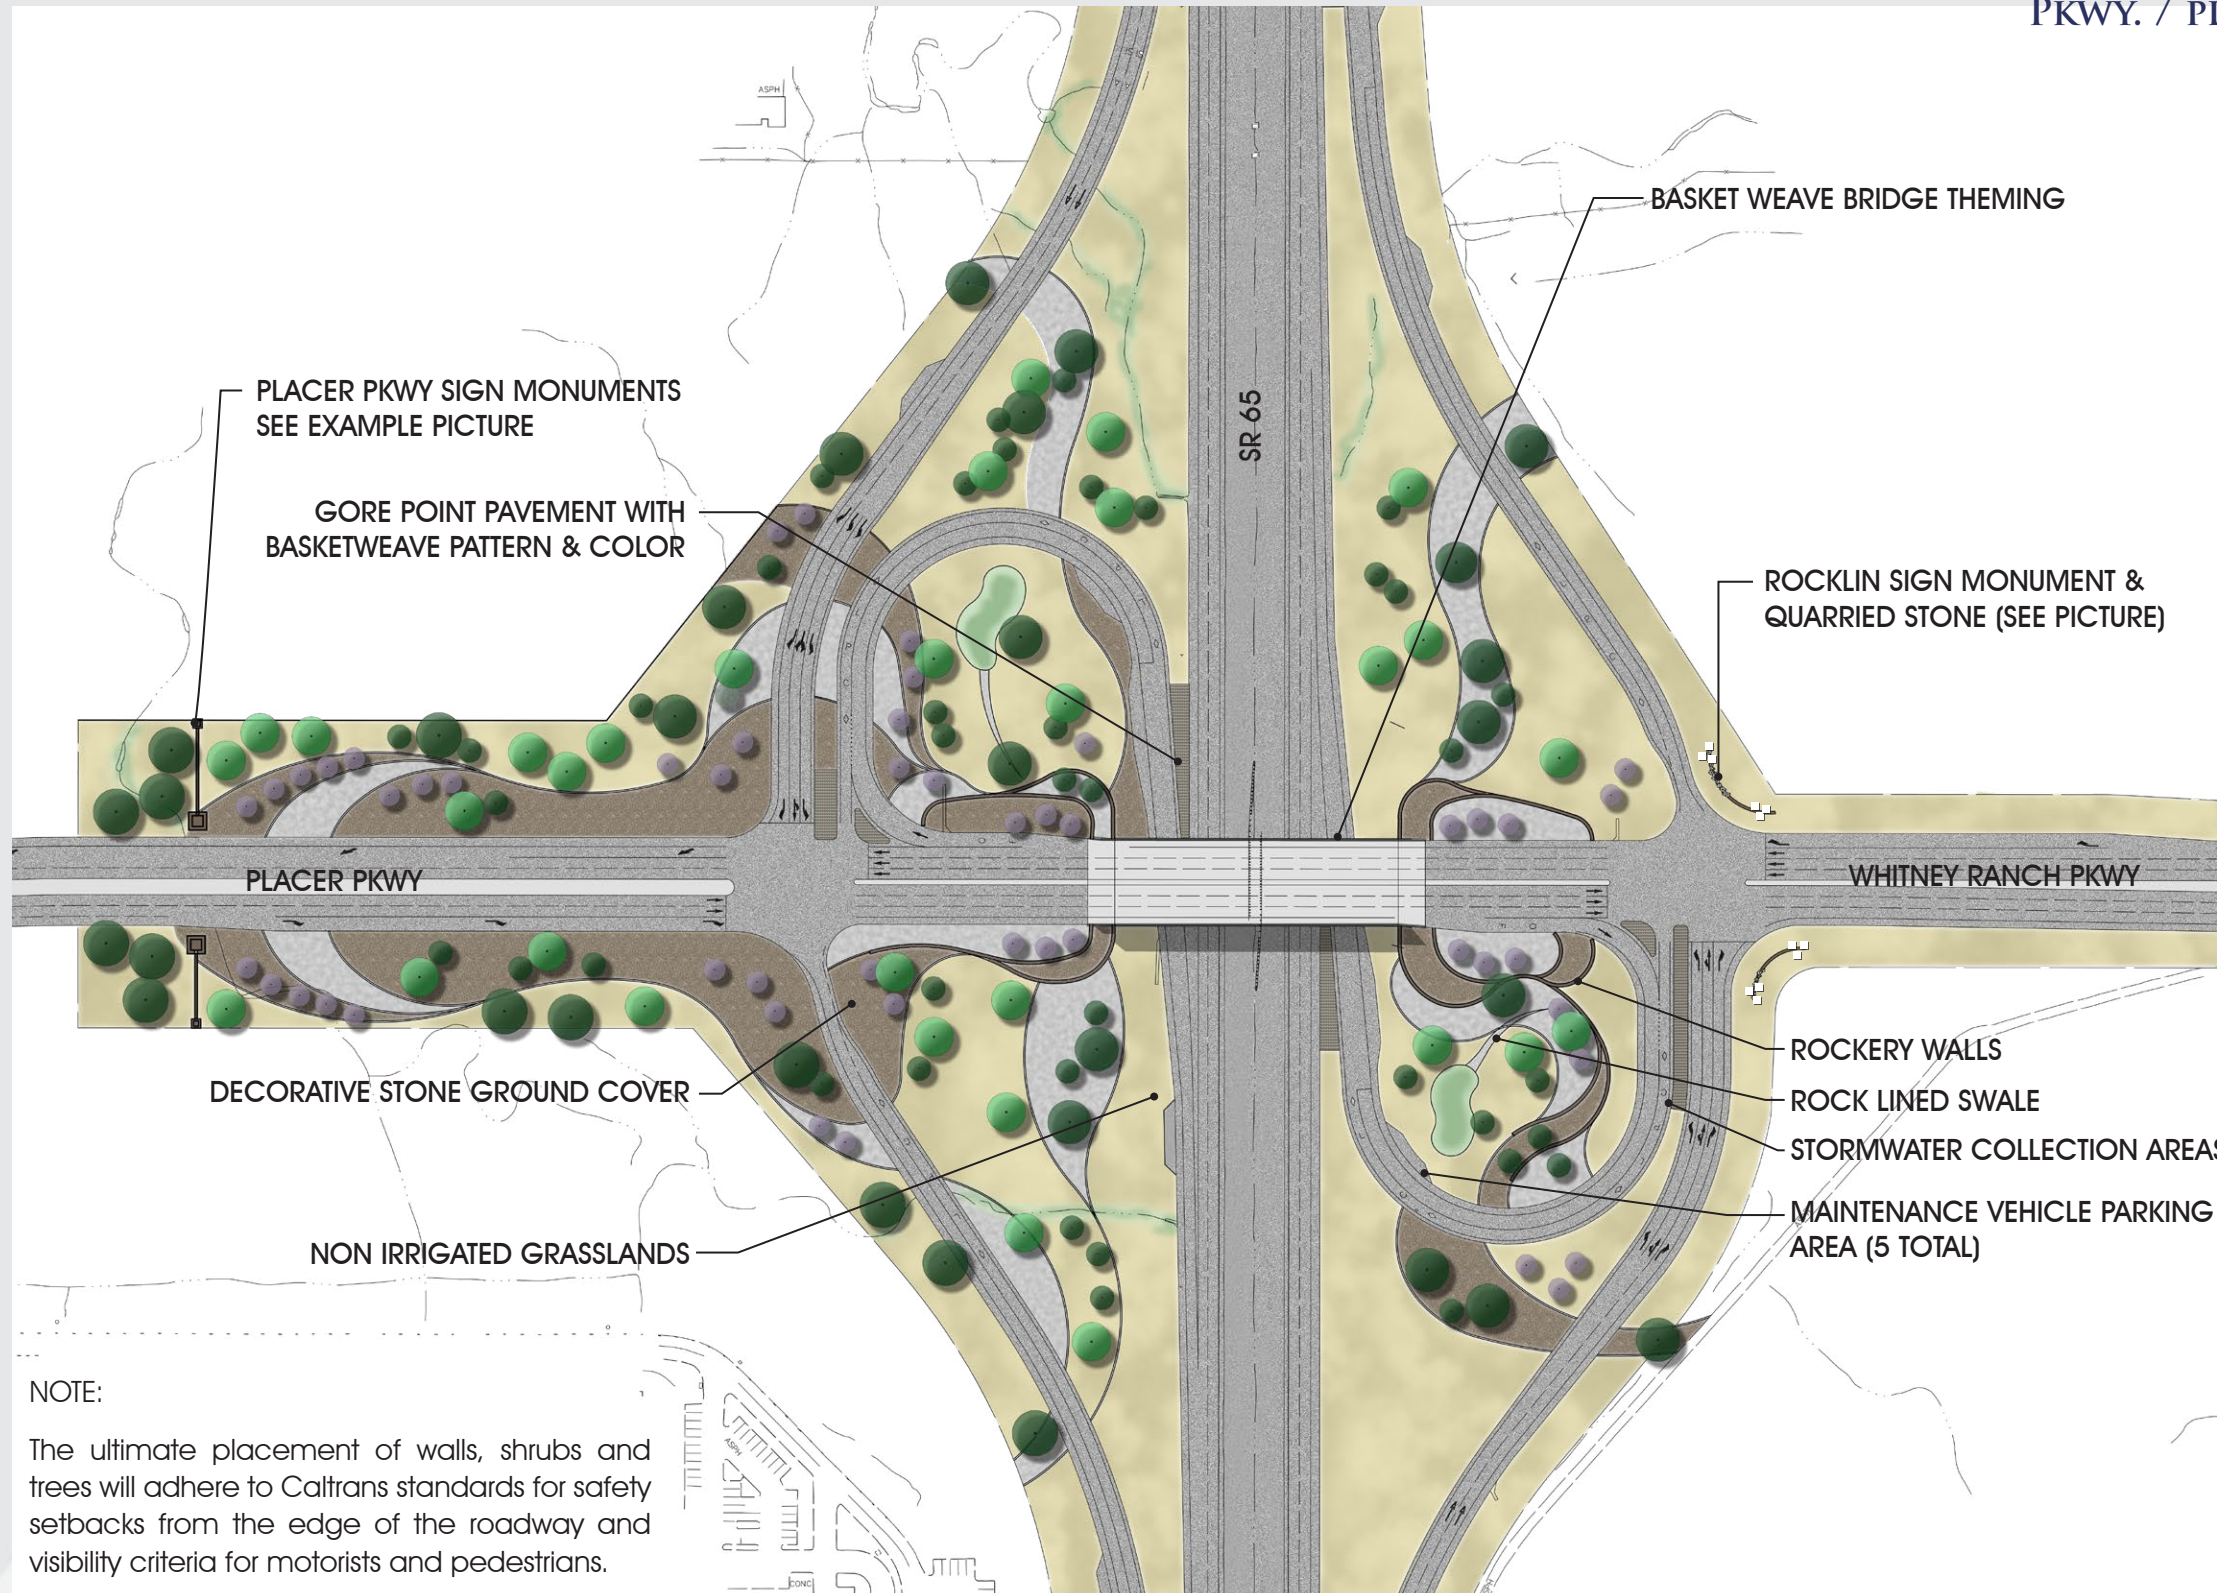 PKWY. /
ASPH
BASKET WEAVE BRIDGE THEMING
PLACER PKWY SIGN MONUMENTS
SEE EXAMPLE PICTURE
SR 65
GORE POINT PAVEMENT WITH
BASKETWEAVE PATTERN & COLOR
ROCKLIN SIGN MONUMENT &
QUARRIED STONE (SEE PICTURE)
PLACER PKWY
WHITNEY RANCH PKWY
DECORATIVE STONE GROUND COVER
ROCKERY WALLS
ROCK LINED SWALE
STORMWATER COLLECTION AREAS
MAINTENANCE VEHICLE PARKING
AREA (5 TOTAL)
NON IRRIGATED GRASSLANDS
NOTE:
The ultimate placement of walls, shrubs and
trees will adhere to Caltrans standards for safety
setbacks from the edge of the roadway and
visibility criteria for motorists and pedestrians.
ASPH
CONC